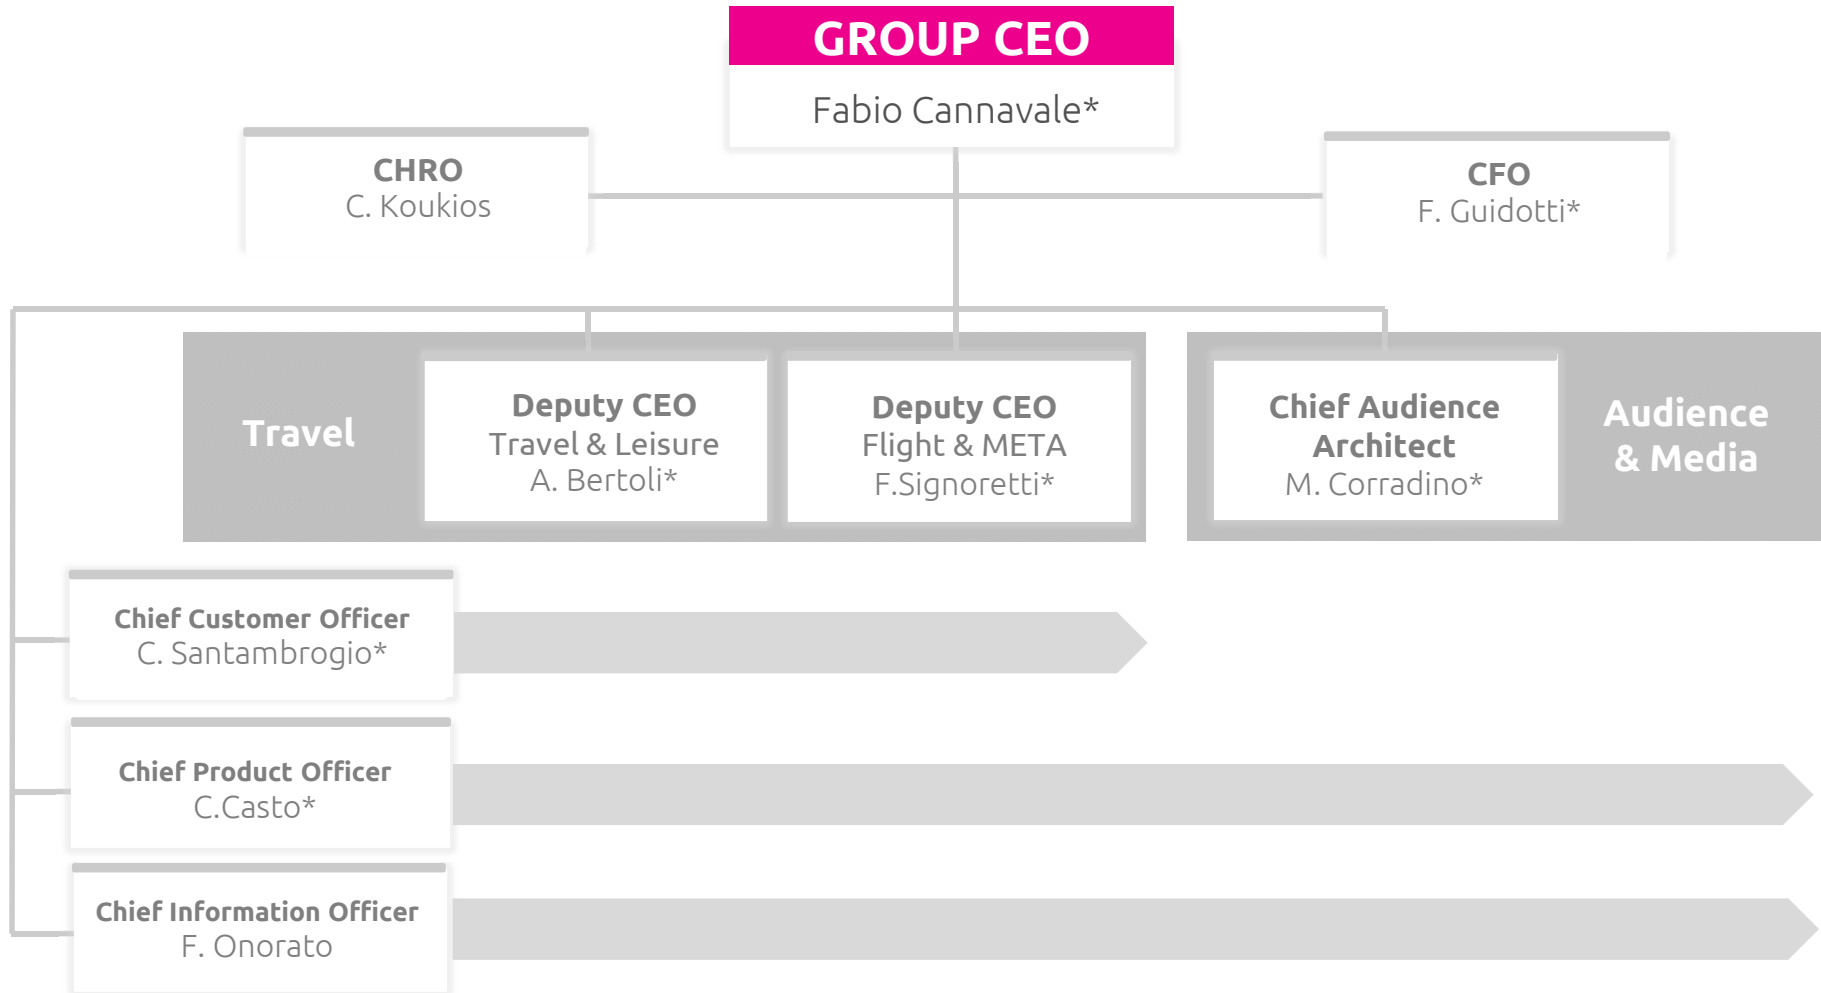 GROUP CEO
Fabio Cannavale*
CHRO
C. Koukios
CFO
F. Guidotti*
Travel
Deputy CEO
Travel & Leisure
A. Bertoli*
Deputy CEO
Flight & META
F.Signoretti*
Chief Audience
Architect
M. Corradino*
Audience
& Media
Chief Customer Officer
C. Santambrogio*
Chief Product Officer
C.Casto*
Chief Information Officer
F. Onorato